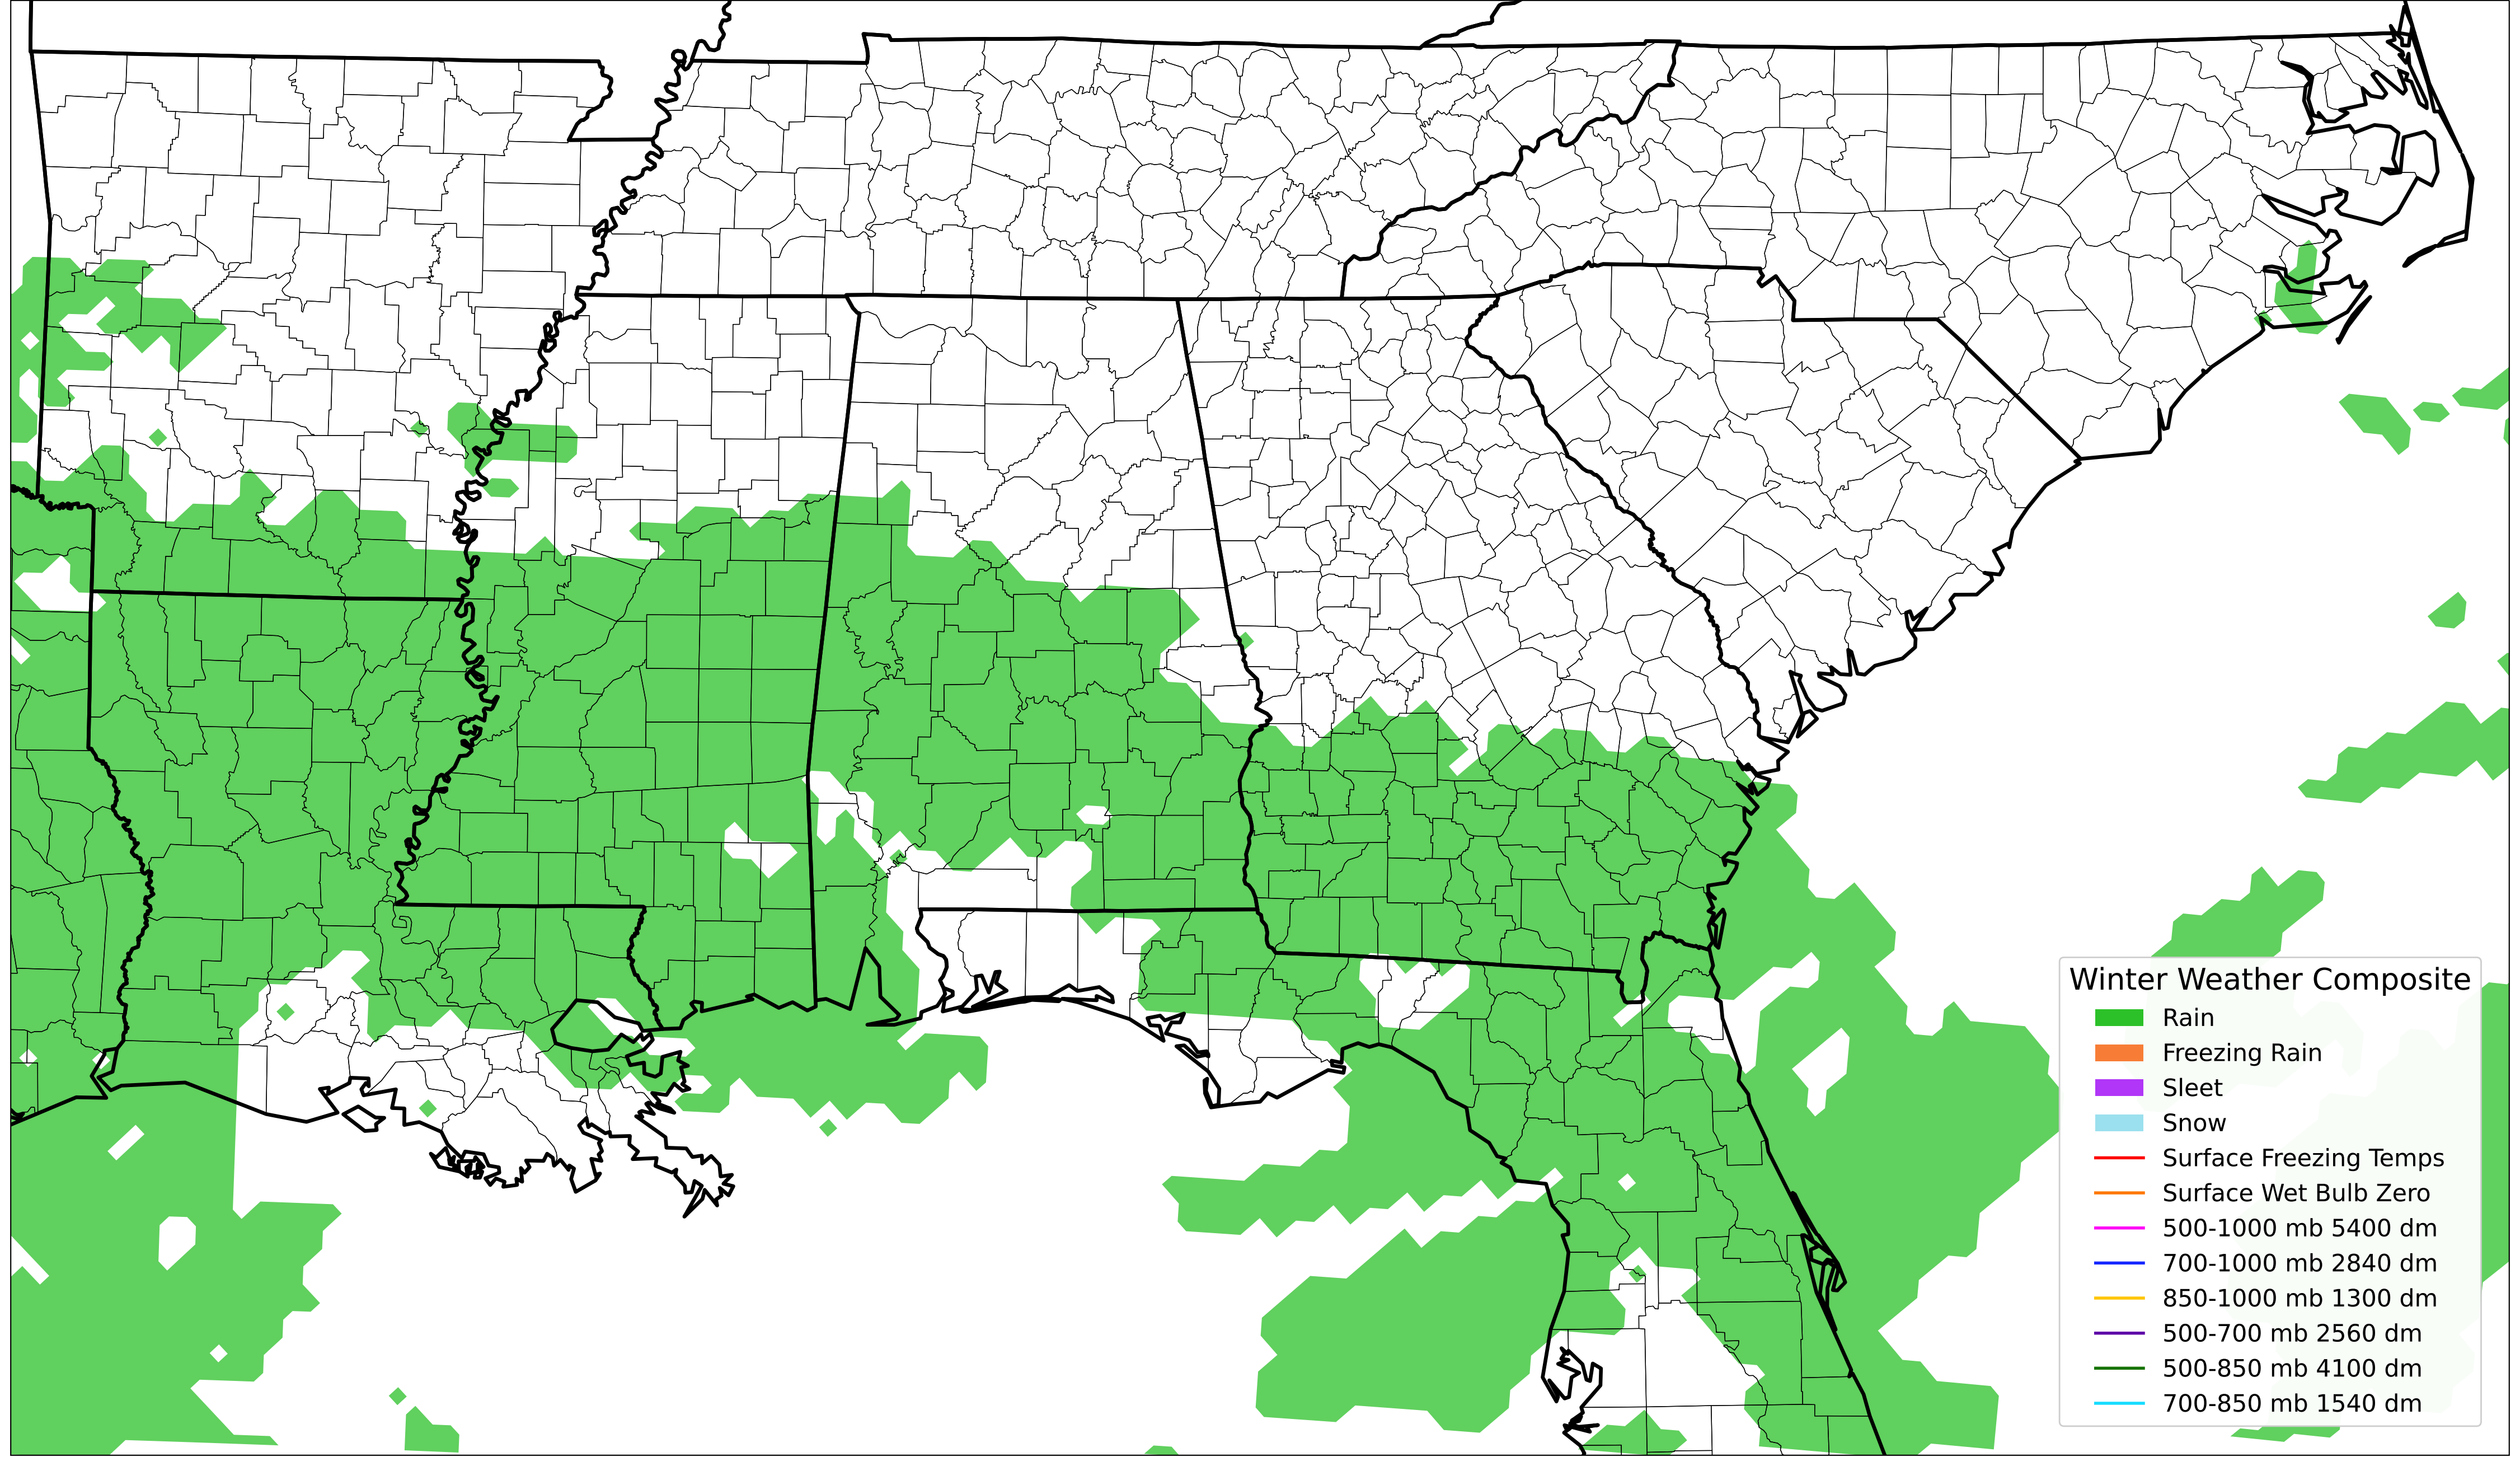 Winter Weather Composite
Rain
Freezing Rain
Sleet
Snow
Surface Freezing Temps
Surface Wet Bulb Zero
500-1000 mb 5400 dm
700-1000 mb 2840 dm
850-1000 mb 1300 dm
500-700 mb 2560 dm
500-850 mb 4100 dm
700-850 mb 1540 dm